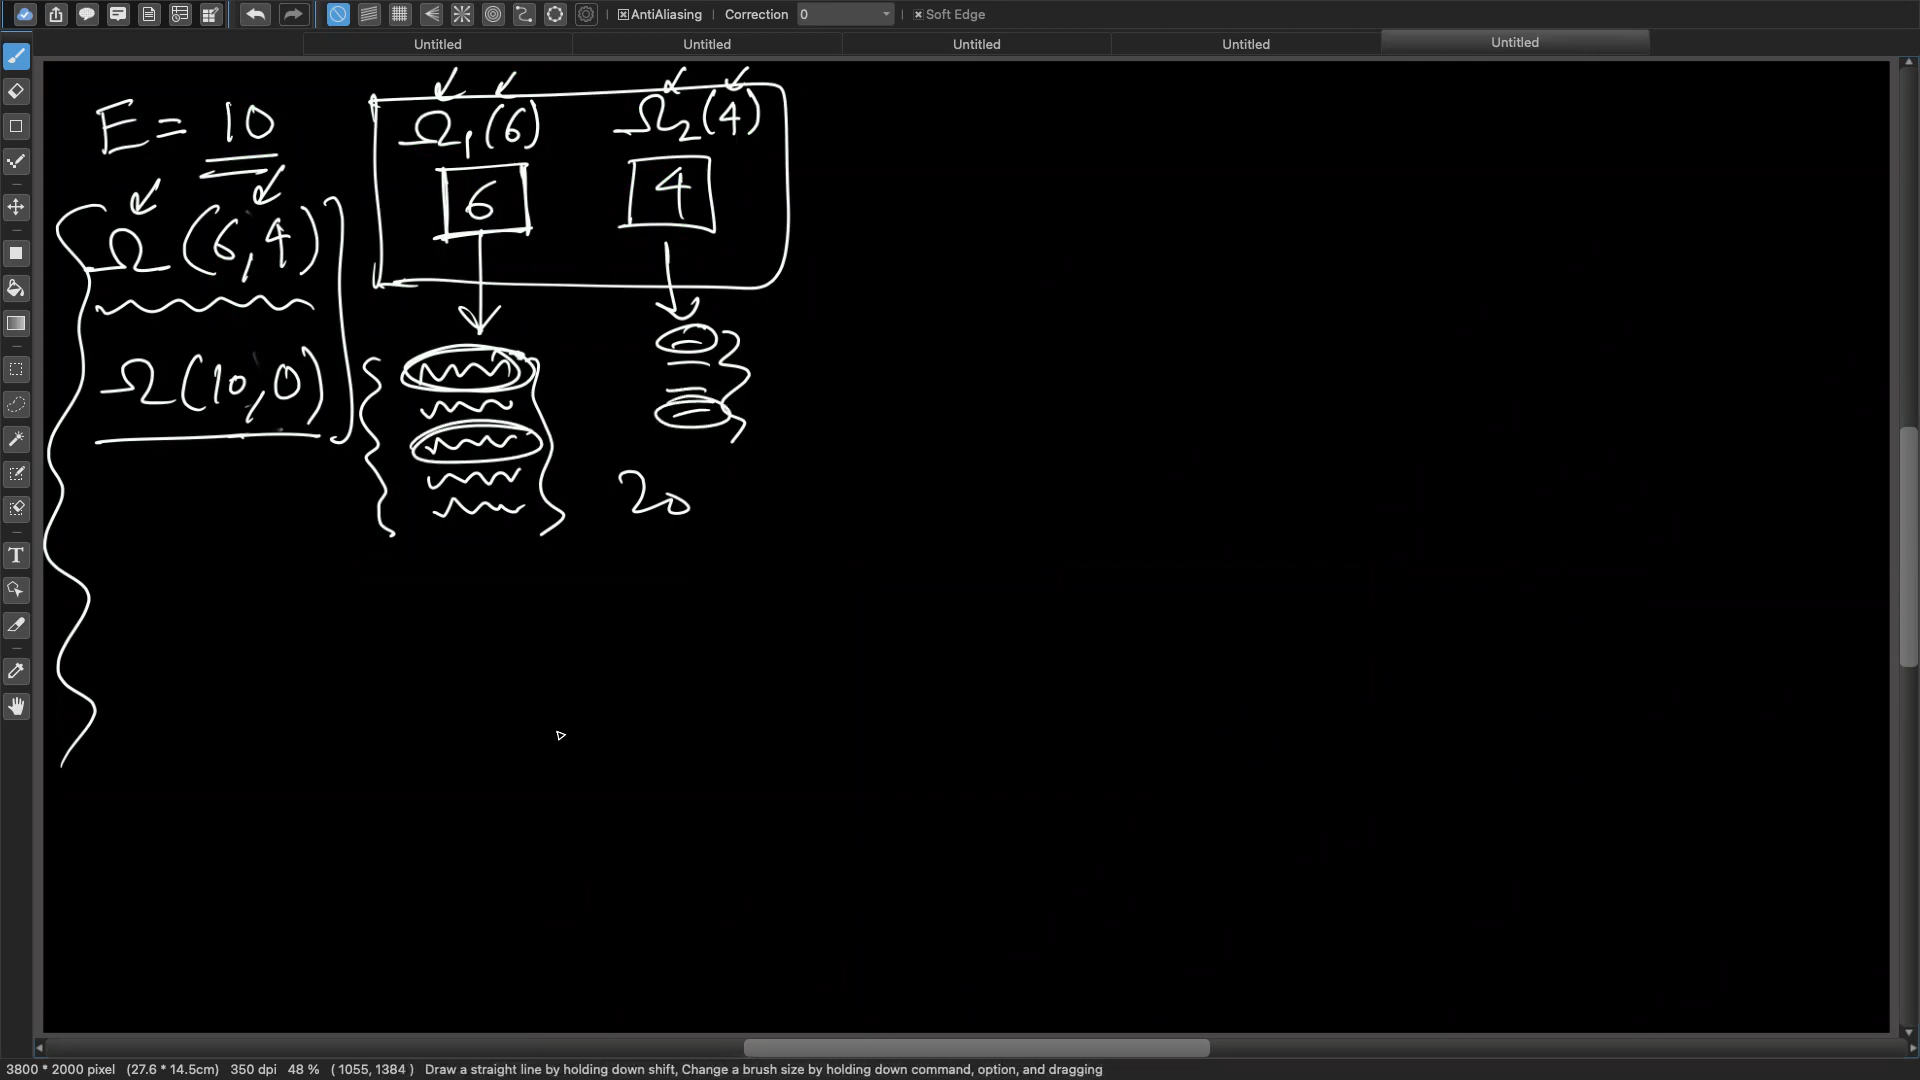 AntiAliasing
Correction 0
Soft Edge
Untitled
Untitled
Untitled
Untitled
Untitled
E = 10
Ω₁(6)
Ω₂(4)
6
4
Ω(6,4)
Ω(10,0)
20
T
3800 * 2000 pixel (27.6 * 14.5cm) 350 dpi 48 % ( 1055, 1384 ) Draw a straight line by holding down shift, Change a brush size by holding down command, option, and dragging